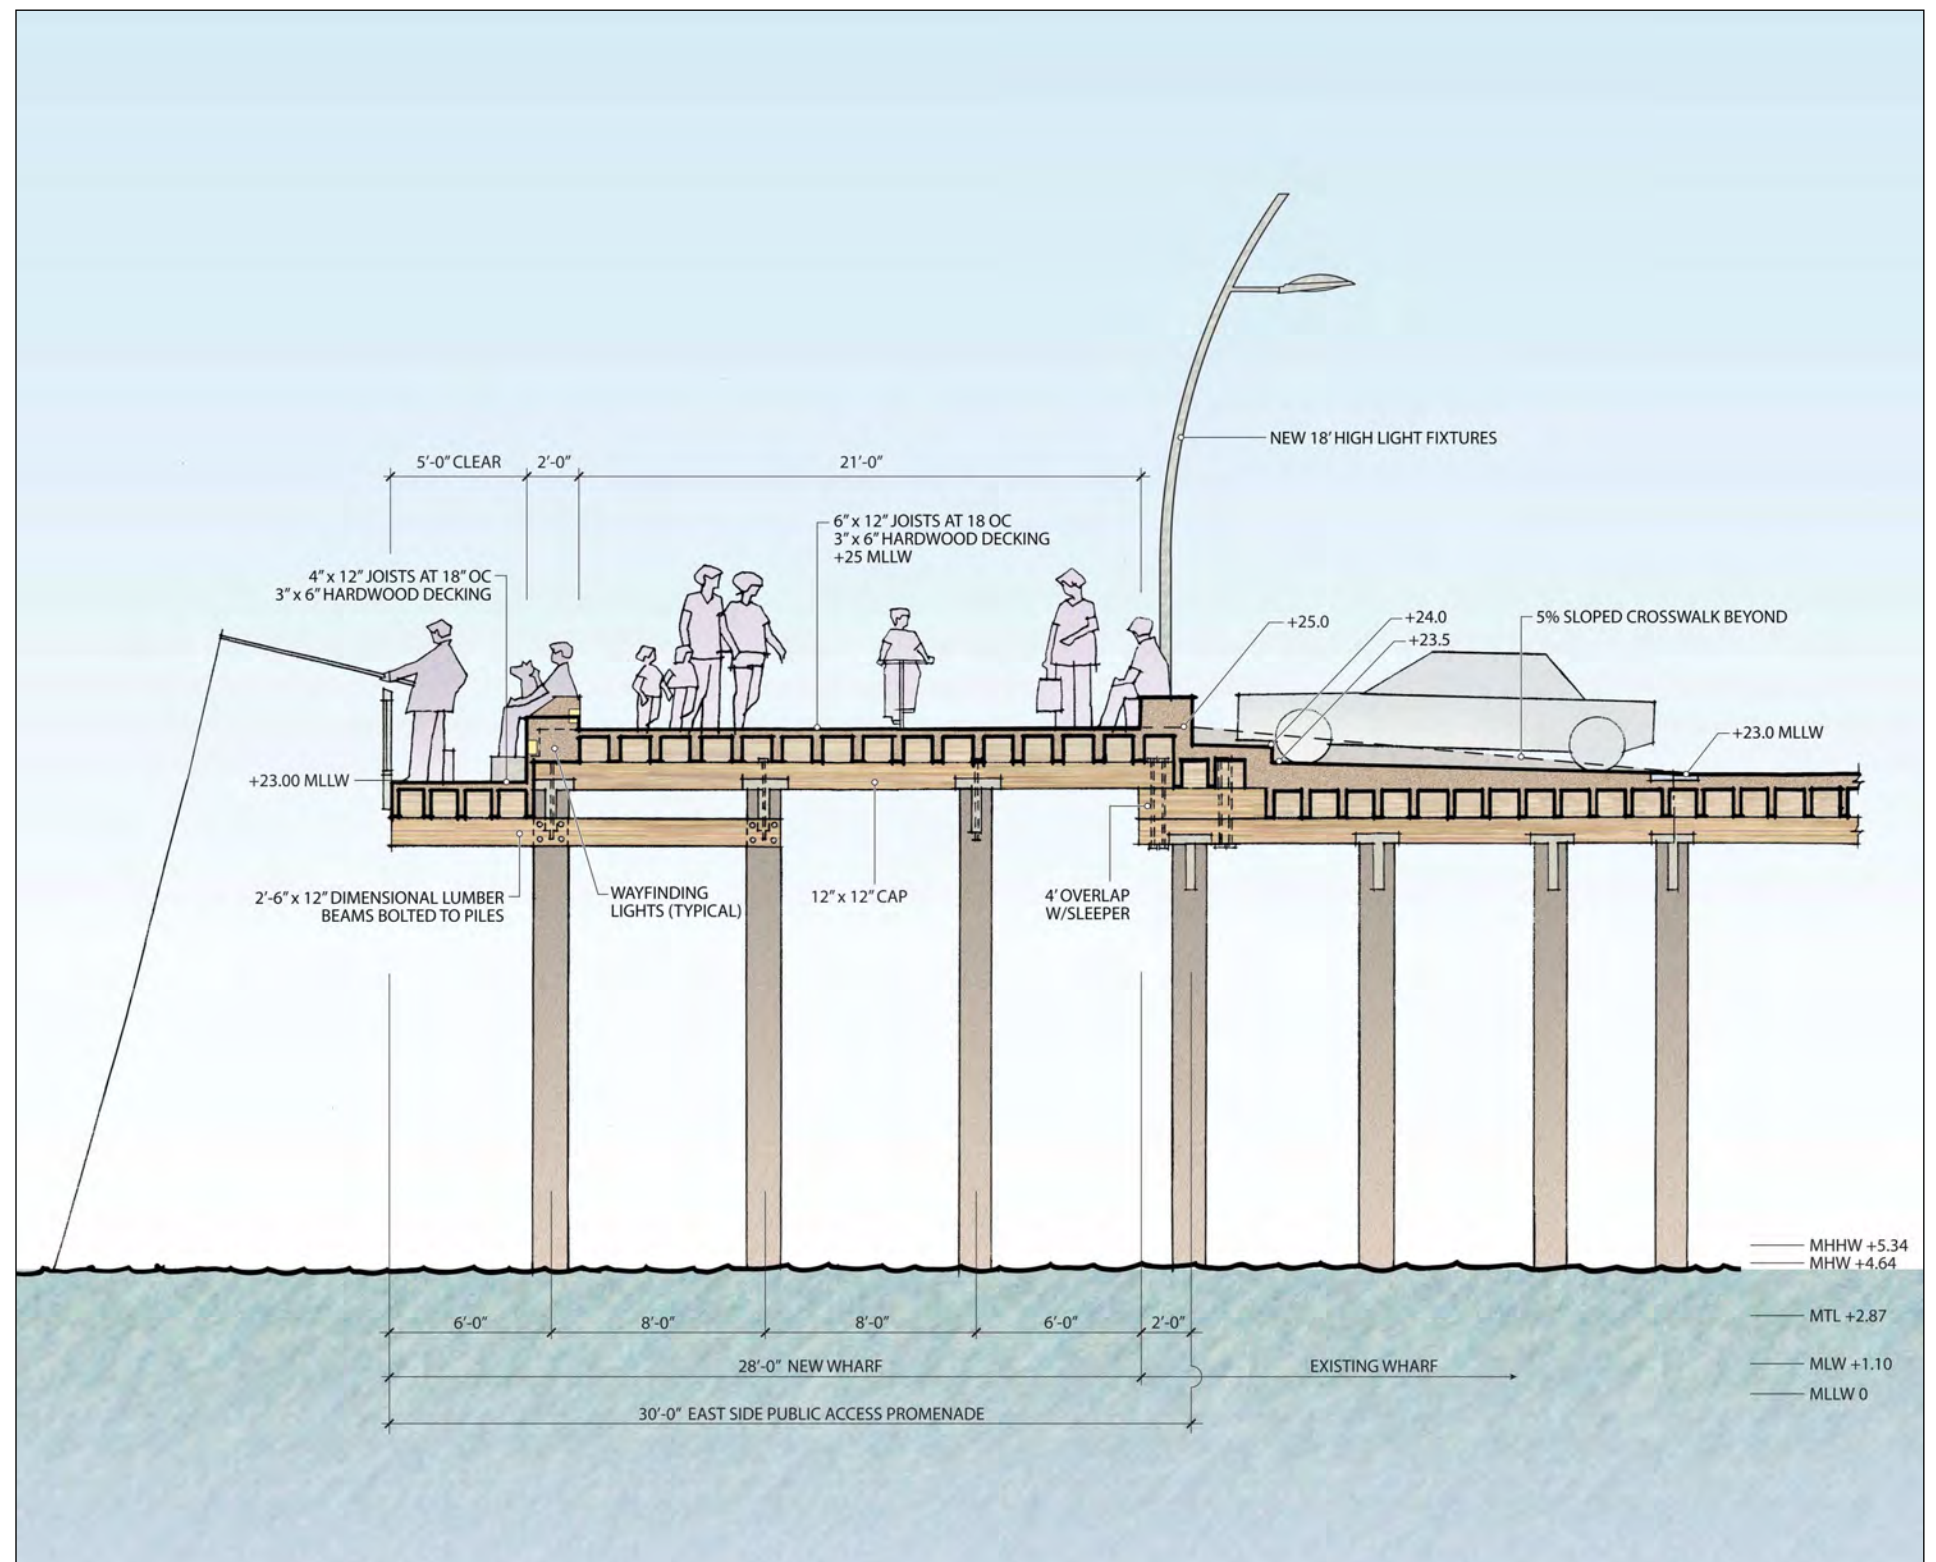 NEW 18' HIGH LIGHT FIXTURES
5'-0" CLEAR
2'-0"
21'-0"
6" x 12" JOISTS AT 18 OC
3" x 6" HARDWOOD DECKING
+25 MLLW
4" x 12" JOISTS AT 18" OC
3" x 6" HARDWOOD DECKING
+25.0
+24.0
+23.5
5% SLOPED CROSSWALK BEYOND
+23.0 MLLW
+23.00 MLLW
2'-6" x 12" DIMENSIONAL LUMBER
BEAMS BOLTED TO PILES
WAYFINDING
LIGHTS (TYPICAL)
12" x 12" CAP
4' OVERLAP
W/SLEEPER
MHHW +5.34
MHW +4.64
MTL +2.87
MLW +1.10
MLLW 0
6'-0"
8'-0"
8'-0"
6'-0"
2'-0"
28'-0" NEW WHARF
EXISTING WHARF
30'-0" EAST SIDE PUBLIC ACCESS PROMENADE